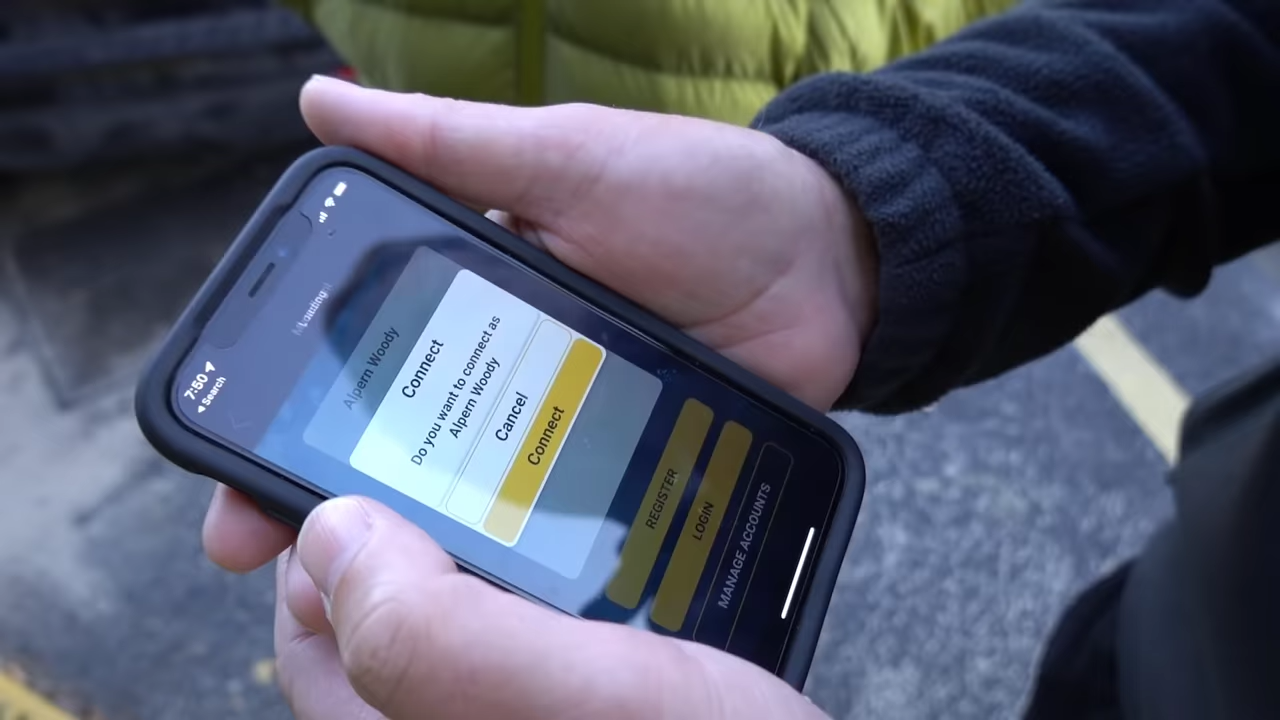 7:50
Search
Alpern Woody
Connect
Do you want to connect as
Alpern Woody
Cancel
Connect
REGISTER
LOGIN
MANAGE ACCOUNTS